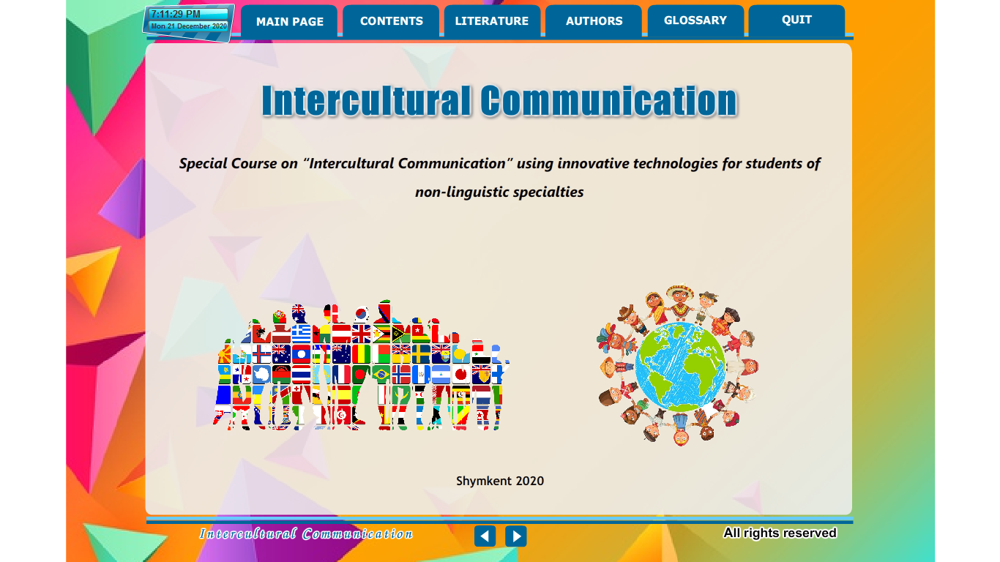 7:11:29 PM
Mon 21 December 2020
MAIN PAGE
CONTENTS
LITERATURE
AUTHORS
GLOSSARY
QUIT
Intercultural Communication
Special Course on “Intercultural Communication” using innovative technologies for students of
non-linguistic specialties
Shymkent 2020
Intercultural Communication
All rights reserved